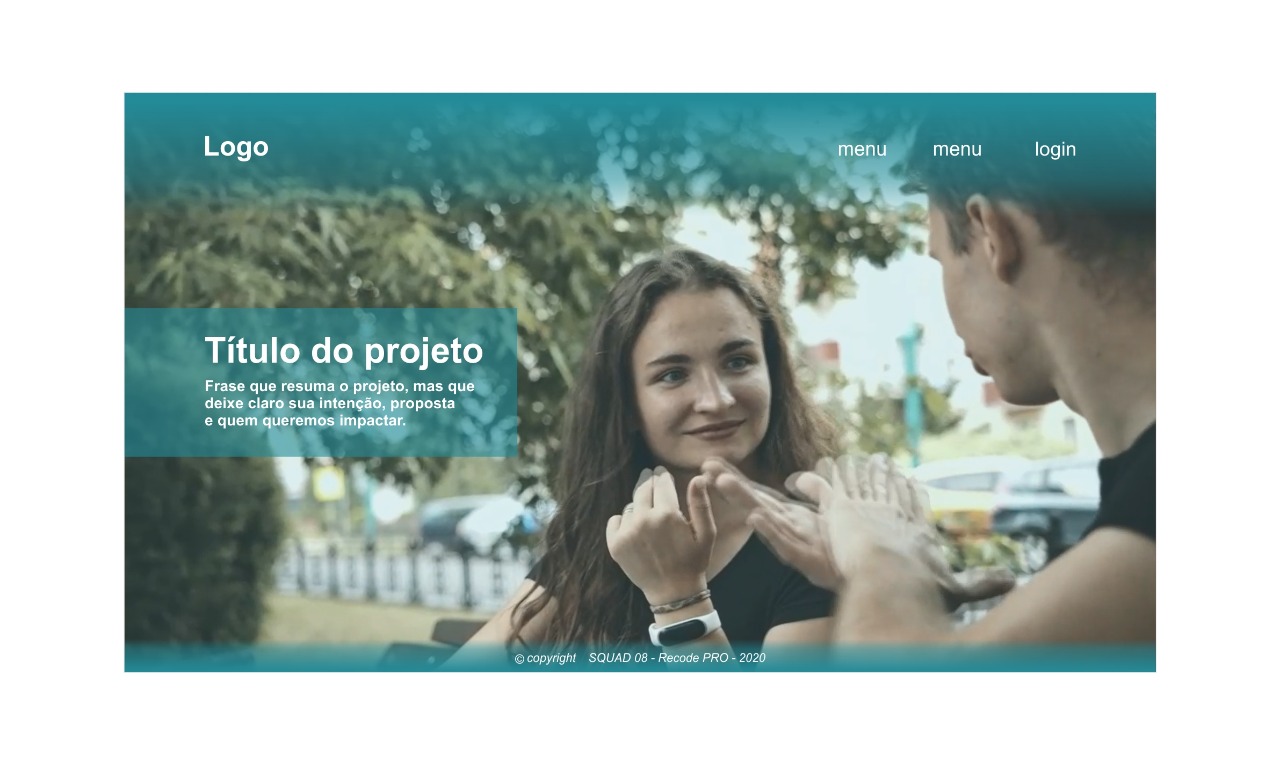 Logo
menu menu login
Título do projeto
Frase que resuma o projeto, mas que
deixe claro sua intenção, proposta
e quem queremos impactar.
© copyright SQUAD 08 - Recode PRO - 2020